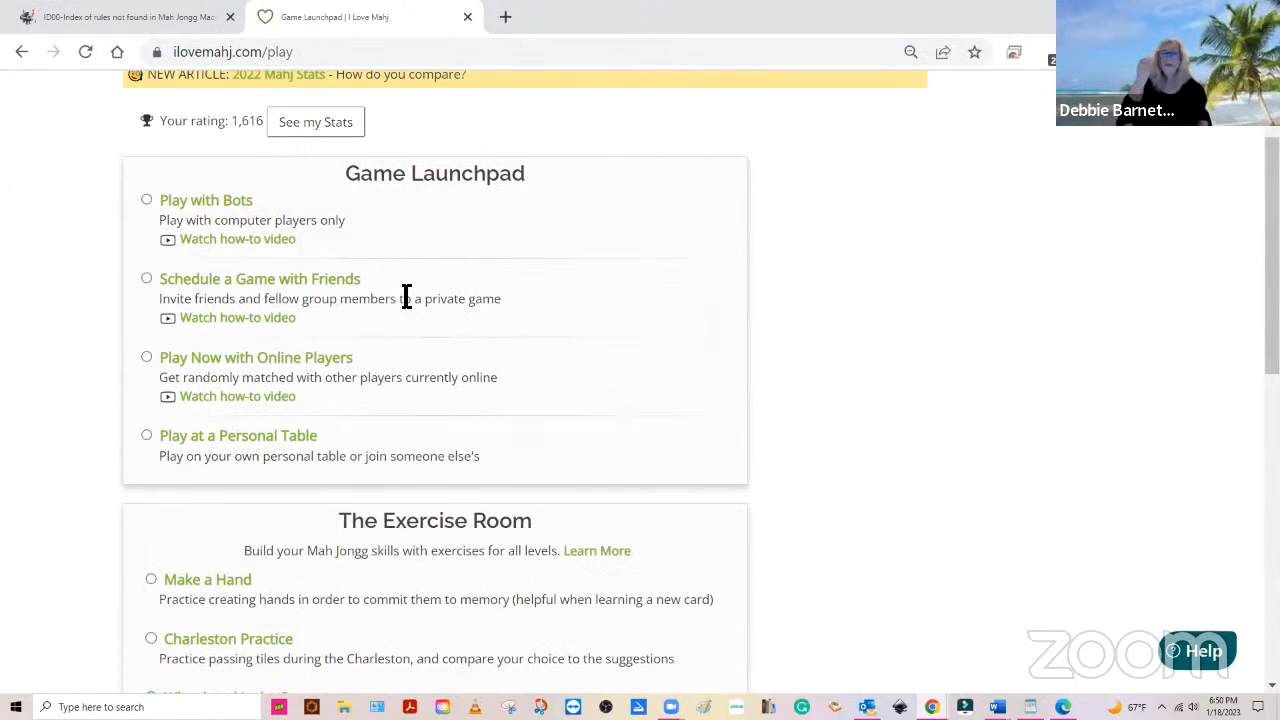 ID00-Index of rules not found in Mah Jongg Mac
Game Launchpad | I Love Mahj
ilovemahj.com/play
NEW ARTICLE: 2022 Mahj Stats - How do you compare?
Debbie Barnet...
Your rating: 1,616 See my Stats
Game Launchpad
Play with Bots
Play with computer players only
Watch how-to video
Schedule a Game with Friends
Invite friends and fellow group members to a private game
Watch how-to video
Play Now with Online Players
Get randomly matched with other players currently online
Watch how-to video
Play at a Personal Table
Play on your own personal table or join someone else's
The Exercise Room
Build your Mah Jongg skills with exercises for all levels. Learn More
Make a Hand
Practice creating hands in order to commit them to memory (helpful when learning a new card)
Charleston Practice
Practice passing tiles during the Charleston, and compare your choice to the suggestions
zoom
Help
Type here to search
67°F
6:50 PM
1/18/2023